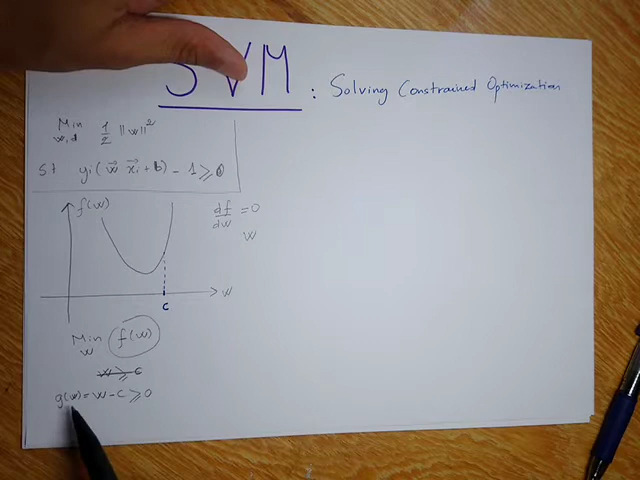 SVM : Solving Constrained Optimization
Min 1/2 ||w||²
w,d
st yi( w⃗ x⃗i + b) - 1 ≥ 0
f(w)
df/dw = 0
w
w
c
Min f(w)
w
w ≥ c
g(w) = w - c ≥ 0